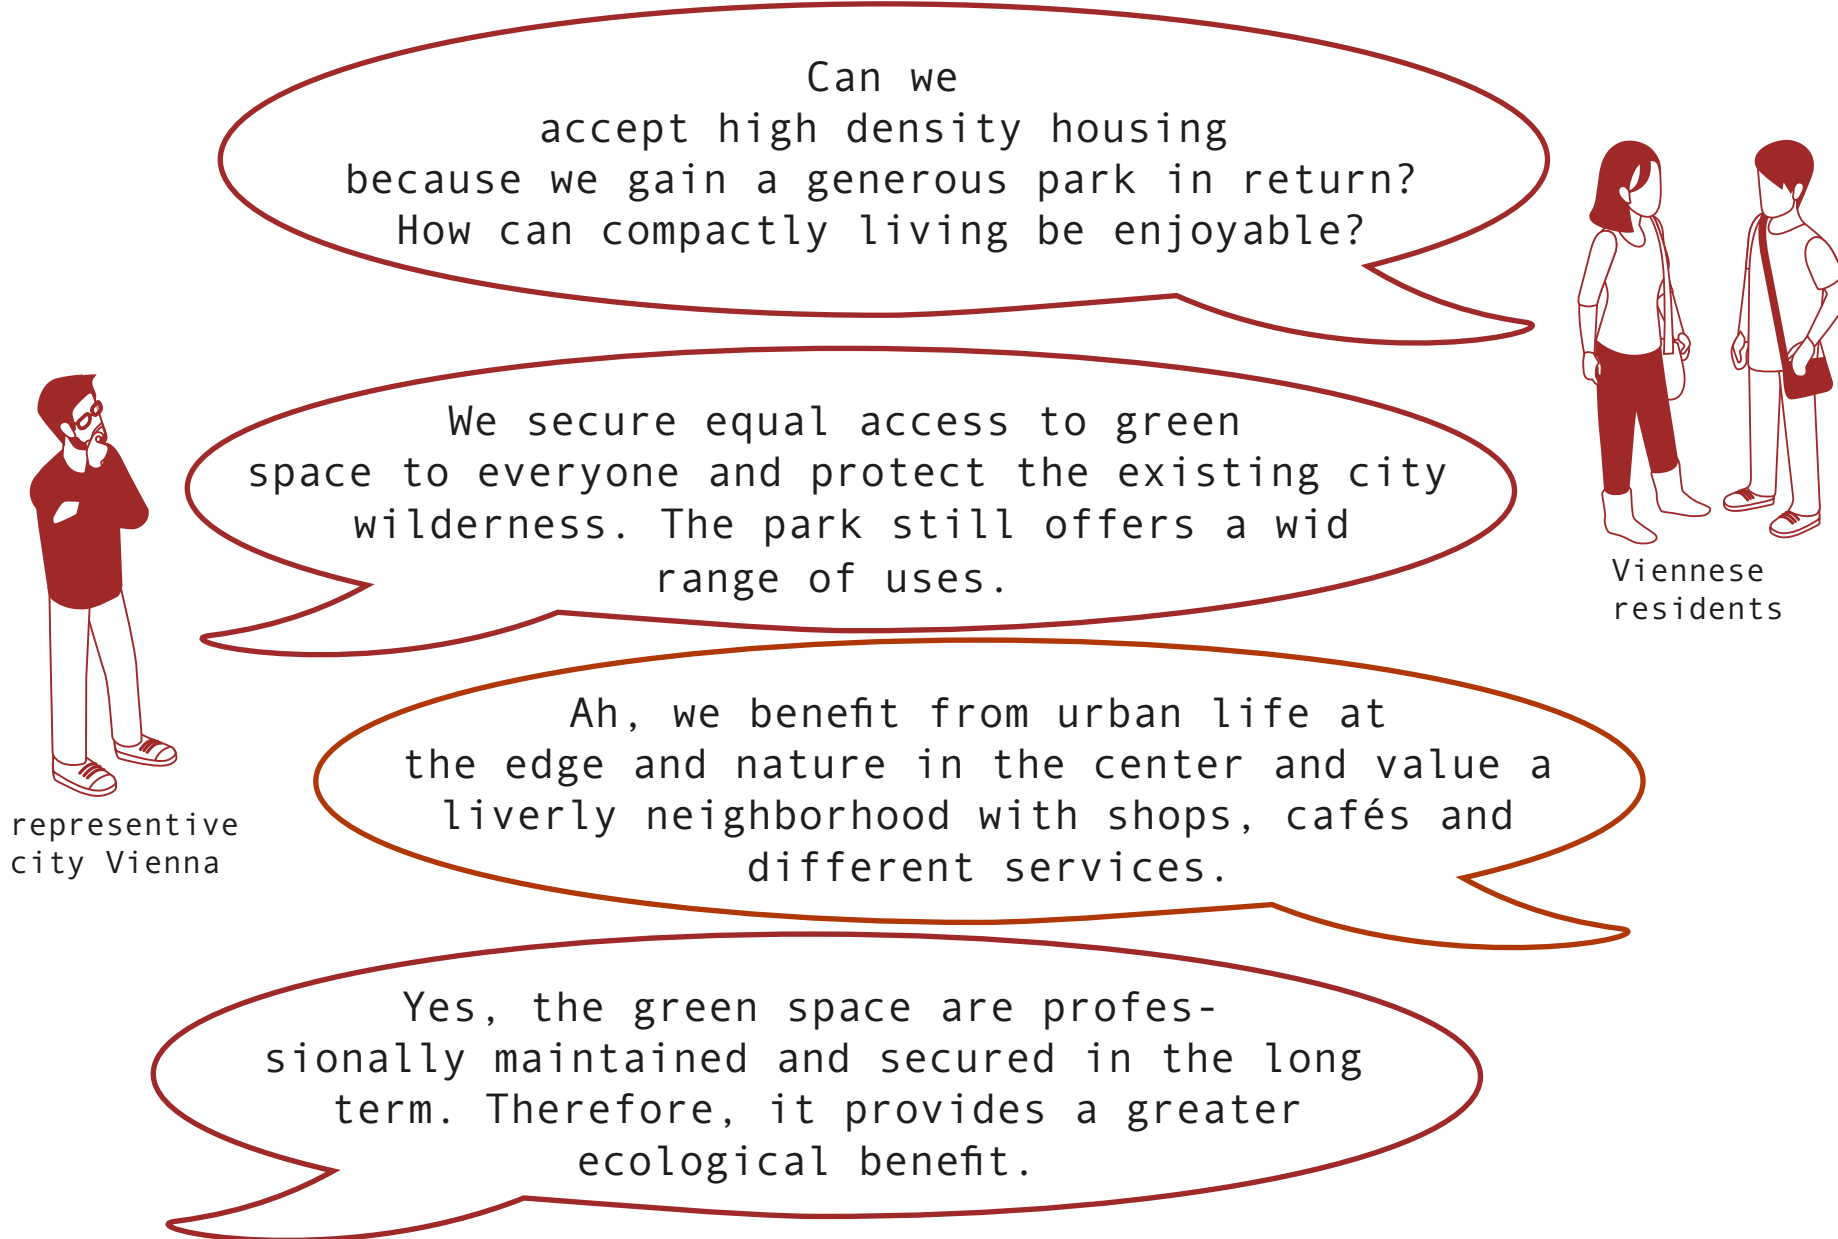 Can we
accept high density housing
because we gain a generous park in return?
How can compactly living be enjoyable?
We secure equal access to green
space to everyone and protect the existing city
wilderness. The park still offers a wid
range of uses.
Viennese
residents
Ah, we benefit from urban life at
the edge and nature in the center and value a
liverly neighborhood with shops, cafés and
different services.
representive
city Vienna
Yes, the green space are profes-
sionally maintained and secured in the long
term. Therefore, it provides a greater
ecological benefit.